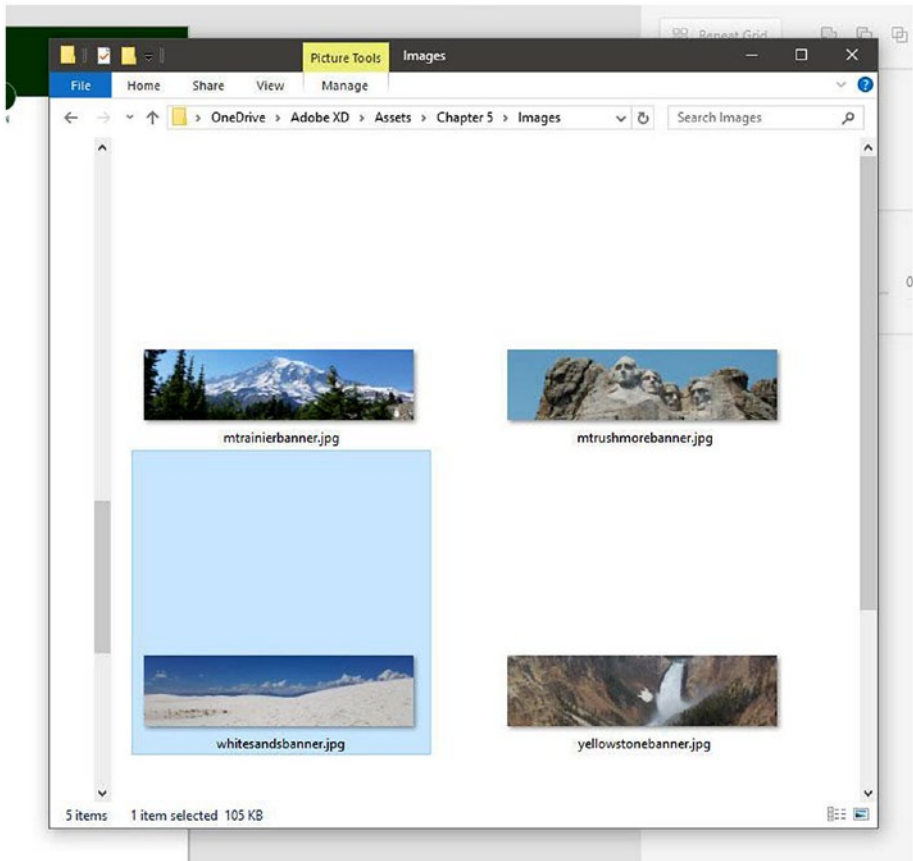 Repeat Grid
Picture Tools
Images
File
Home
Share
View
Manage
OneDrive > Adobe XD > Assets > Chapter 5 > Images
Search Images
0
mtrainierbanner.jpg
mtrushmorebanner.jpg
whitesandsbanner.jpg
yellowstonebanner.jpg
5 items
1 item selected 105 KB